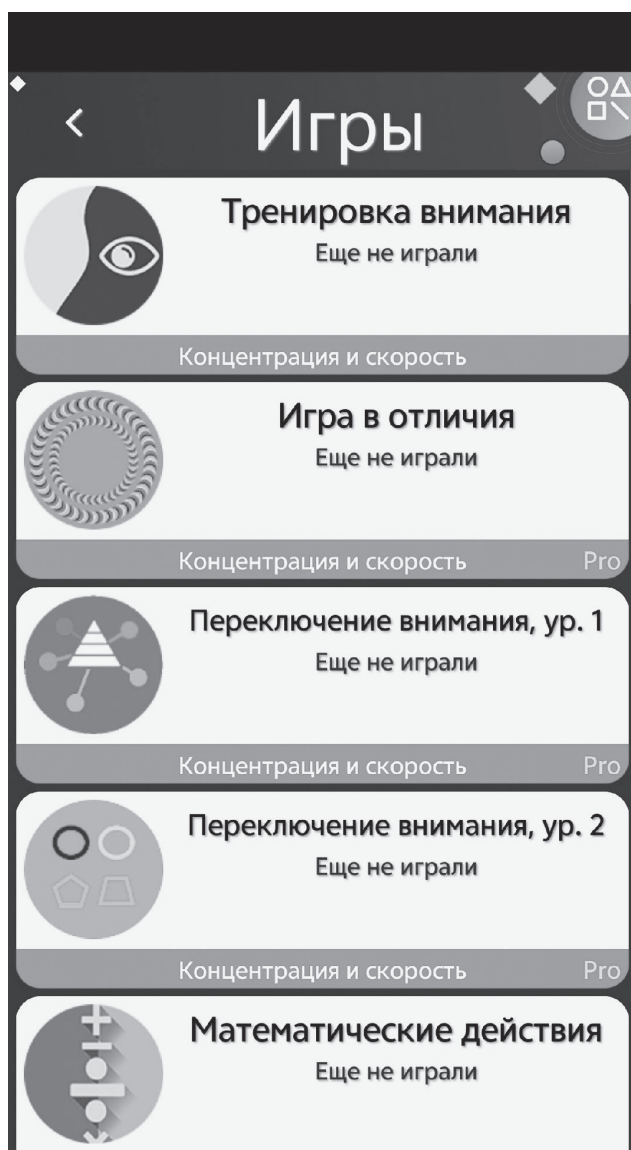 Игры
Тренировка внимания
Еще не играли
Концентрация и скорость
Игра в отличия
Еще не играли
Концентрация и скорость Pro
Переключение внимания, ур. 1
Еще не играли
Концентрация и скорость Pro
Переключение внимания, ур. 2
Еще не играли
Концентрация и скорость Pro
Математические действия
Еще не играли